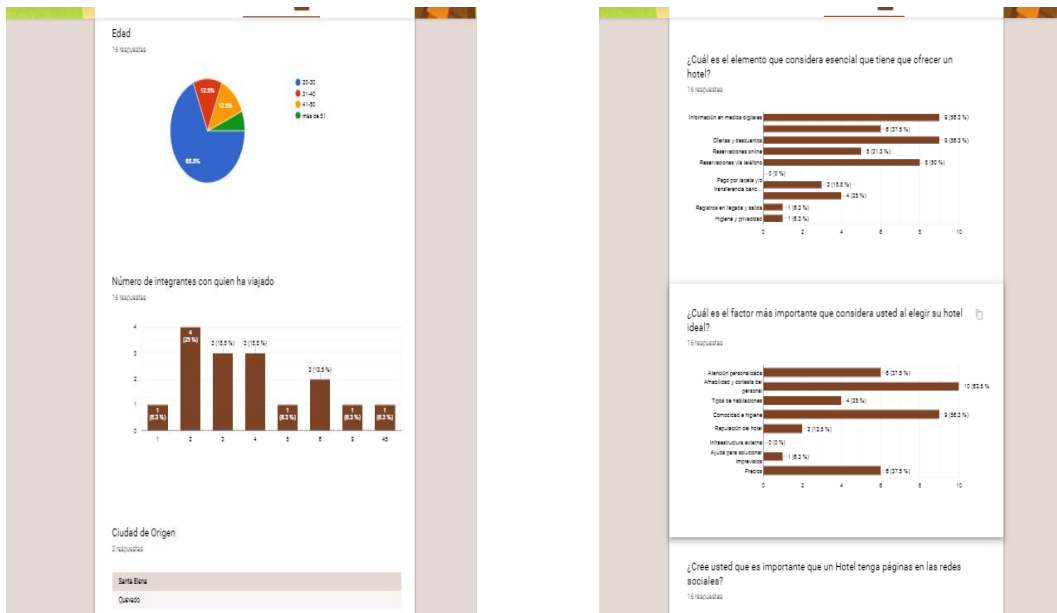 Edad
16 respuestas
12.5%
12.5%
31-40
41-50
más de 51
Número de integrantes con quien ha viajado
16 respuestas
4
3
2
1
0
1
(6.3 %)
4
(25 %)
3 (18.8 %)
3 (18.8 %)
1
(6.3 %)
2 (12.5 %)
1
(6.3 %)
1
(6.3 %)
1
2
3
4
5
6
9
45
Ciudad de Origen
2 respuestas
Santa Elena
Quevedo
¿Cuál es el elemento que considera esencial que tiene que ofrecer un
hotel?
16 respuestas
Información en medios digitales
9 (56.3 %)
6 (37.5 %)
Ofertas y descuentos
9 (56.3 %)
Reservaciones online
5 (31.3 %)
Reservaciones vía teléfono
8 (50 %)
0 (0 %)
Pago por tarjeta y/o
transferencia banc...
3 (18.8 %)
4 (25 %)
Registros en llegada y salida
1 (6.3 %)
Higiene y privacidad
1 (6.3 %)
0
2
4
6
8
10
¿Cuál es el factor más importante que considera usted al elegir su hotel
ideal?
16 respuestas
Atención personalizada
6 (37.5 %)
Amabilidad y cortesía del
personal
10 (62.5 %
Tipos de habitaciones
4 (25 %)
Comodidad e higiene
9 (56.3 %)
Reputación del hotel
2 (12.5 %)
Infraestructura externa
0 (0 %)
Ayuda para solucionar
imprevistos
1 (6.3 %)
Precios
6 (37.5 %)
0
2
4
6
8
10
¿Cree usted que es importante que un Hotel tenga páginas en las redes
sociales?
16 respuestas